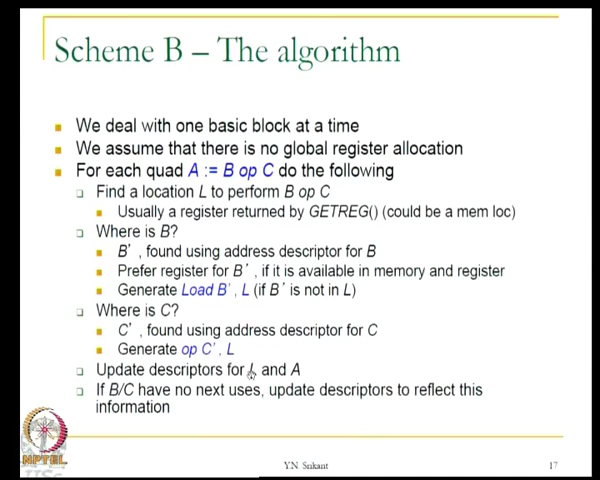 Scheme B – The algorithm
We deal with one basic block at a time
We assume that there is no global register allocation
For each quad A := B op C do the following
Find a location L to perform B op C
Usually a register returned by GETREG() (could be a mem loc)
Where is B?
B', found using address descriptor for B
Prefer register for B', if it is available in memory and register
Generate Load B', L (if B' is not in L)
Where is C?
C', found using address descriptor for C
Generate op C', L
Update descriptors for L and A
If B/C have no next uses, update descriptors to reflect this
information
NPTEL
Y.N. Srikant
17